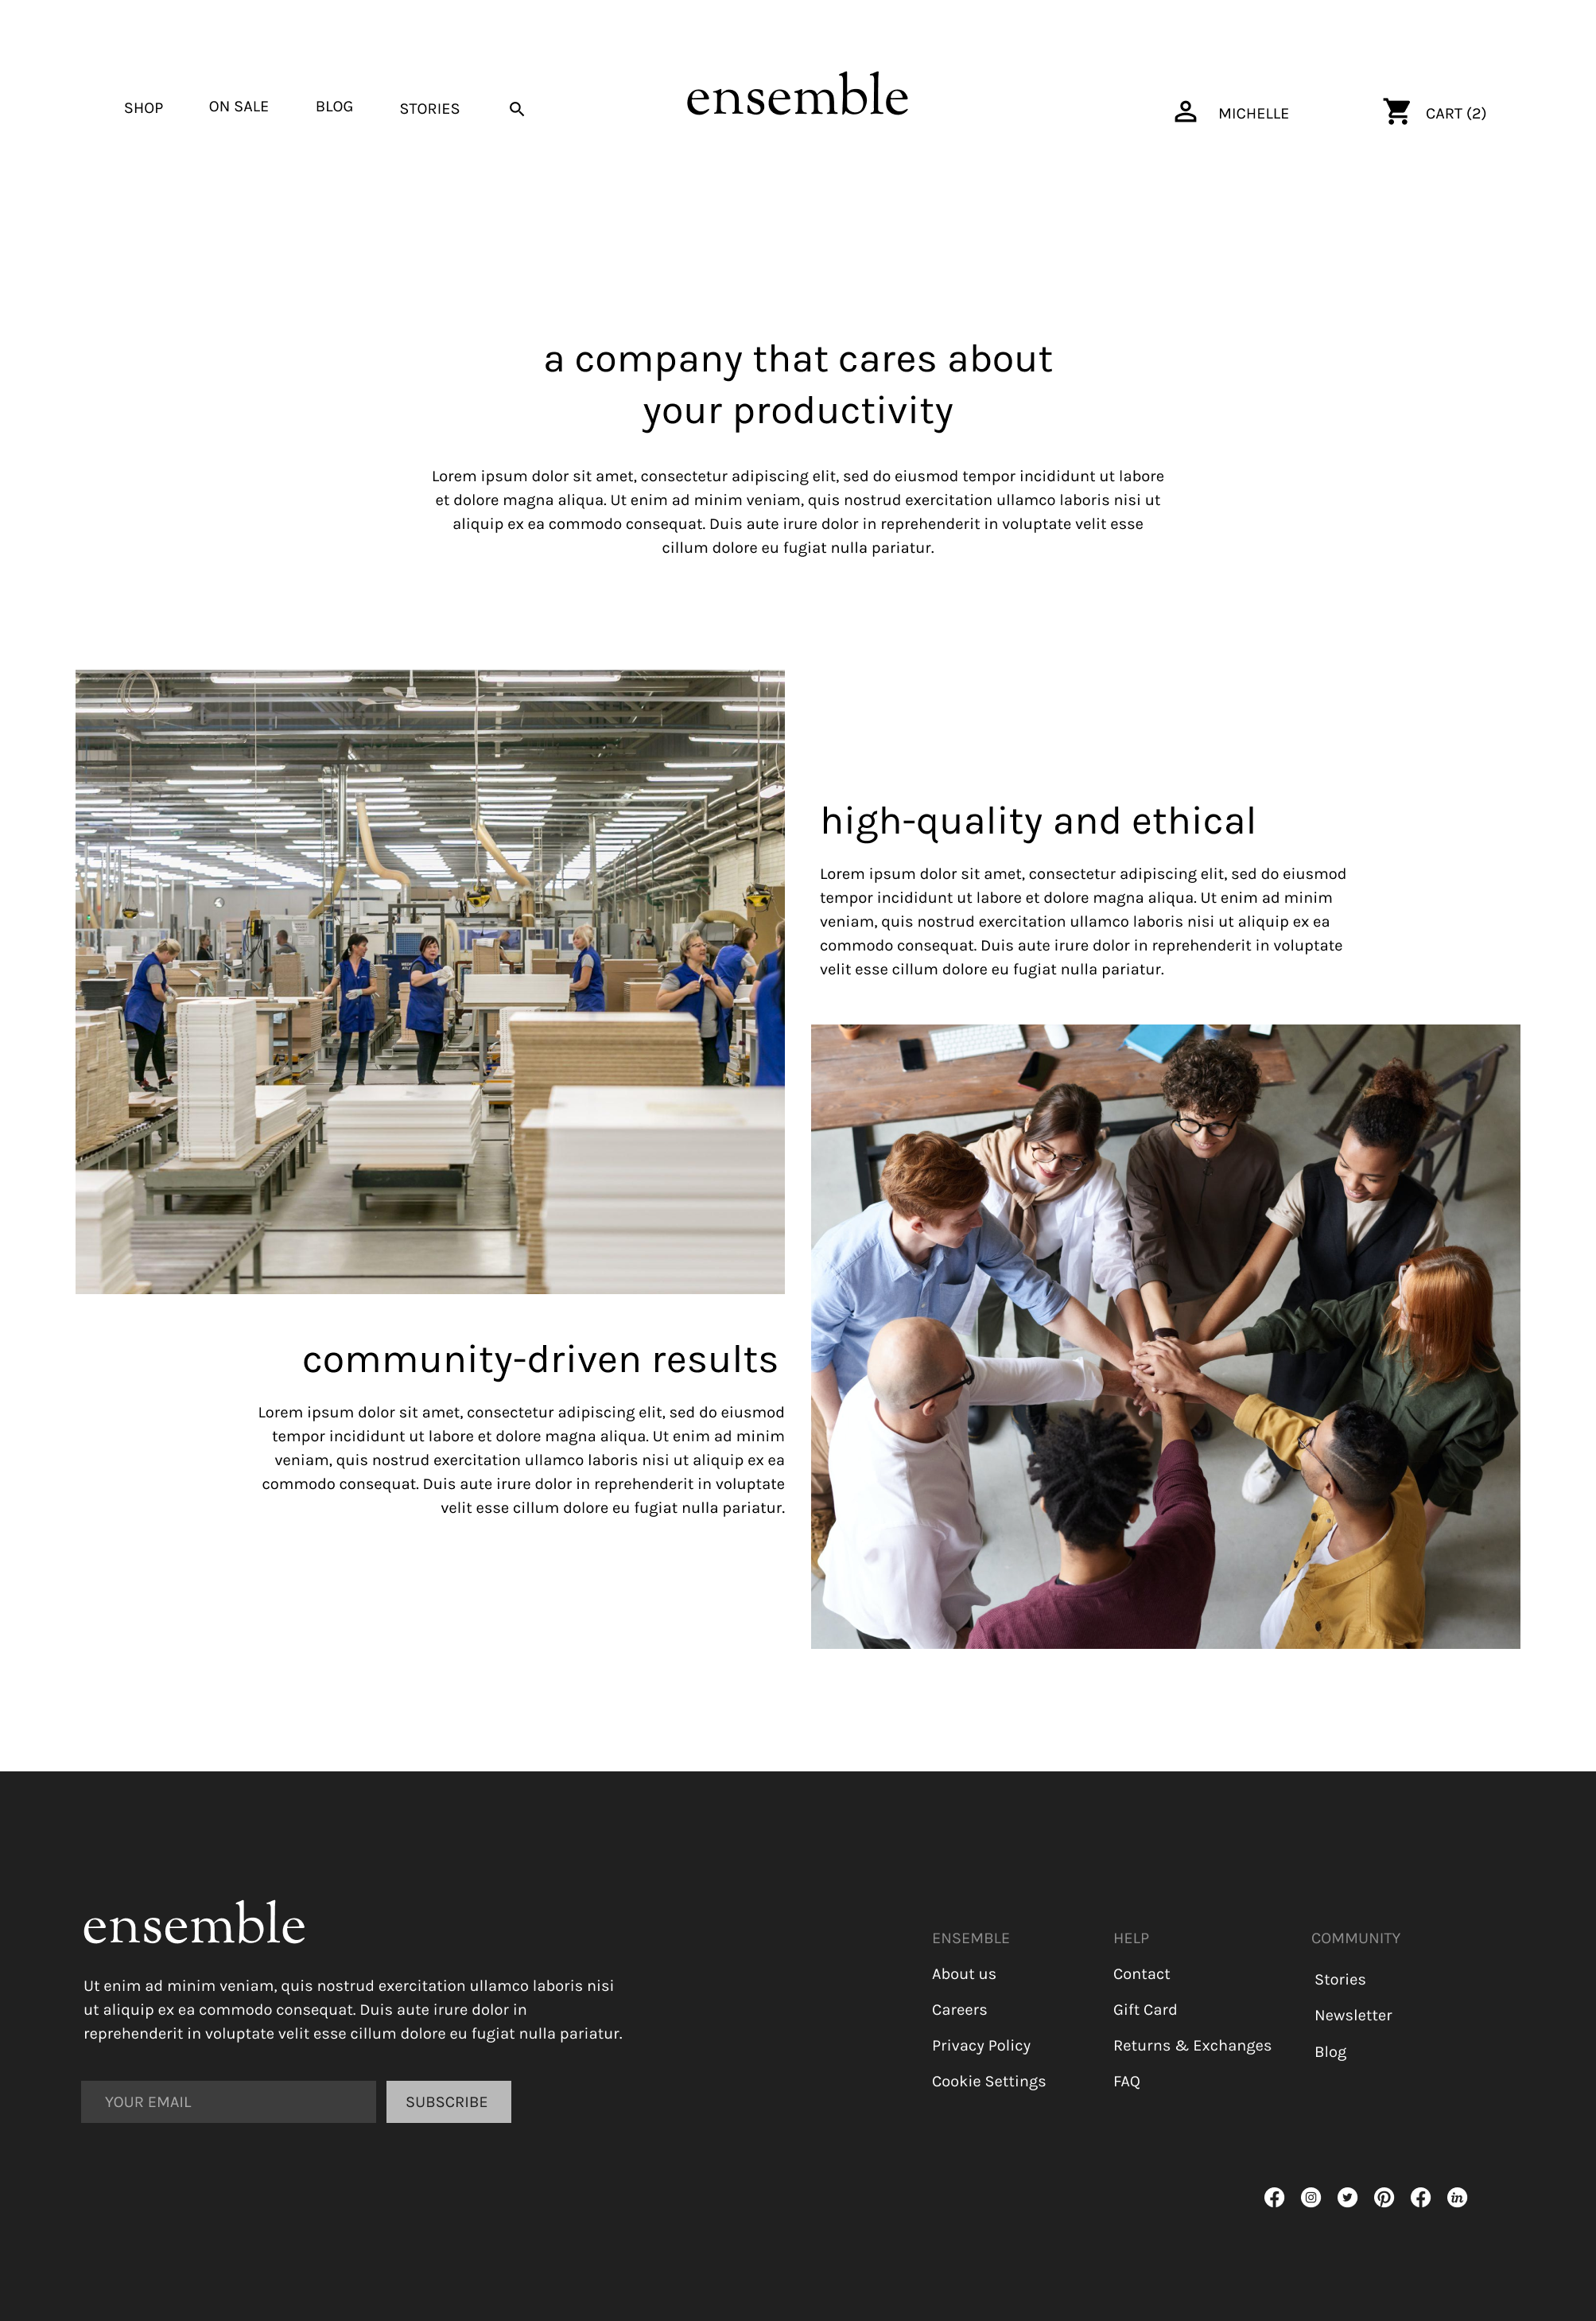 SHOP
ON SALE
BLOG
STORIES
ensemble
MICHELLE
CART (2)
a company that cares about
your productivity
Lorem ipsum dolor sit amet, consectetur adipiscing elit, sed do eiusmod tempor incididunt ut labore
et dolore magna aliqua. Ut enim ad minim veniam, quis nostrud exercitation ullamco laboris nisi ut
aliquip ex ea commodo consequat. Duis aute irure dolor in reprehenderit in voluptate velit esse
cillum dolore eu fugiat nulla pariatur.
high-quality and ethical
Lorem ipsum dolor sit amet, consectetur adipiscing elit, sed do eiusmod
tempor incididunt ut labore et dolore magna aliqua. Ut enim ad minim
veniam, quis nostrud exercitation ullamco laboris nisi ut aliquip ex ea
commodo consequat. Duis aute irure dolor in reprehenderit in voluptate
velit esse cillum dolore eu fugiat nulla pariatur.
community-driven results
Lorem ipsum dolor sit amet, consectetur adipiscing elit, sed do eiusmod
tempor incididunt ut labore et dolore magna aliqua. Ut enim ad minim
veniam, quis nostrud exercitation ullamco laboris nisi ut aliquip ex ea
commodo consequat. Duis aute irure dolor in reprehenderit in voluptate
velit esse cillum dolore eu fugiat nulla pariatur.
ensemble
Ut enim ad minim veniam, quis nostrud exercitation ullamco laboris nisi
ut aliquip ex ea commodo consequat. Duis aute irure dolor in
reprehenderit in voluptate velit esse cillum dolore eu fugiat nulla pariatur.
YOUR EMAIL
SUBSCRIBE
ENSEMBLE
About us
Careers
Privacy Policy
Cookie Settings
HELP
Contact
Gift Card
Returns & Exchanges
FAQ
COMMUNITY
Stories
Newsletter
Blog